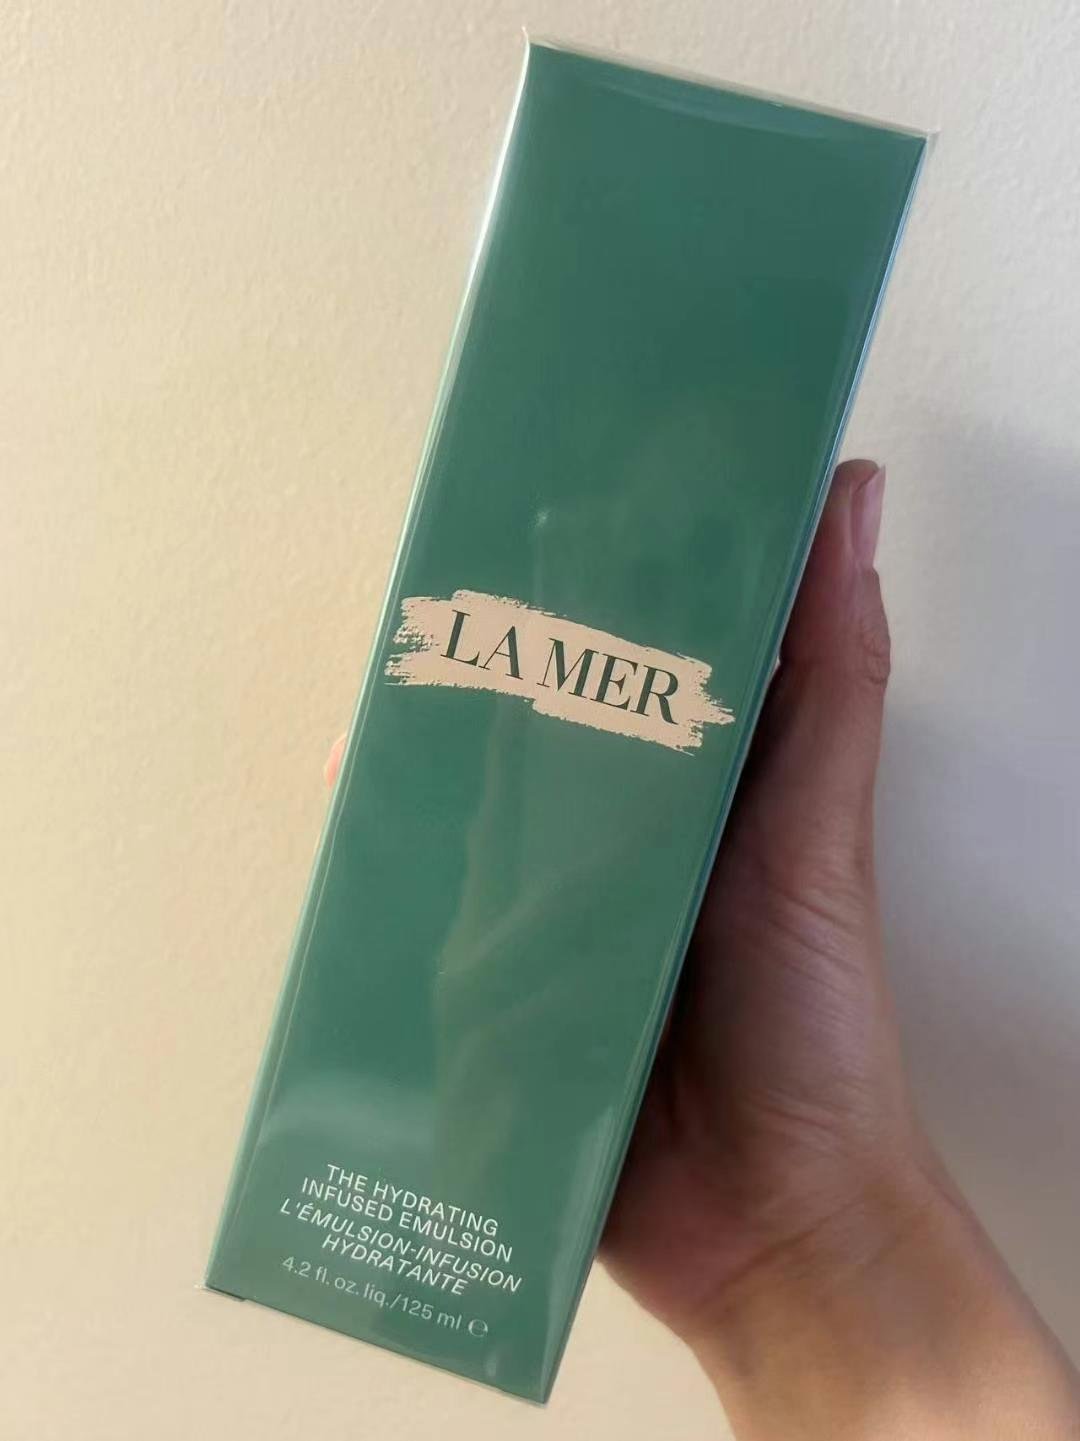 LA MER
THE HYDRATING
INFUSED EMULSION
L'ÉMULSION-INFUSION
HYDRATANTE
4.2 fl. oz. liq./125 ml ℮